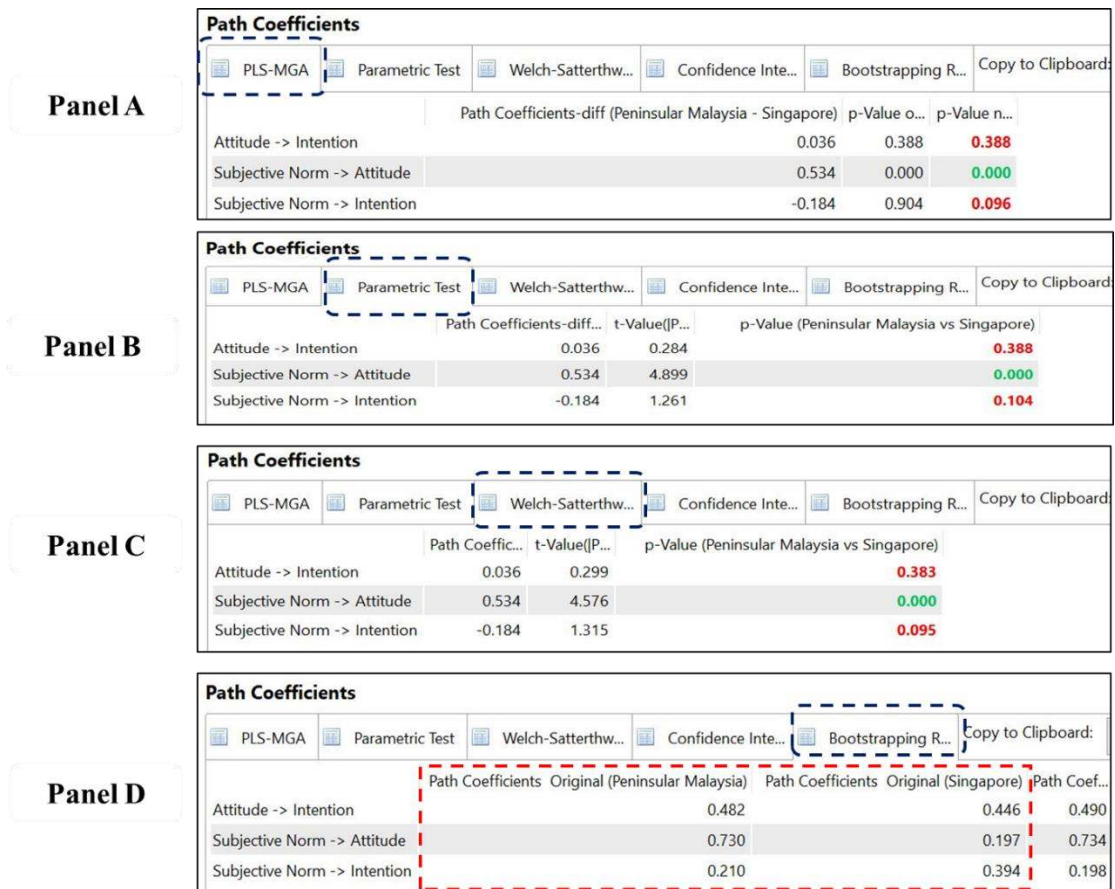 Panel A
Path Coefficients
PLS-MGA Parametric Test Welch-Satterthw... Confidence Inte... Bootstrapping R... Copy to Clipboard:
Path Coefficients-diff (Peninsular Malaysia - Singapore) p-Value o... p-Value n...
Attitude -> Intention 0.036 0.388 0.388
Subjective Norm -> Attitude 0.534 0.000 0.000
Subjective Norm -> Intention -0.184 0.904 0.096
Panel B
Path Coefficients
PLS-MGA Parametric Test Welch-Satterthw... Confidence Inte... Bootstrapping R... Copy to Clipboard:
Path Coefficients-diff... t-Value(|P... p-Value (Peninsular Malaysia vs Singapore)
Attitude -> Intention 0.036 0.284 0.388
Subjective Norm -> Attitude 0.534 4.899 0.000
Subjective Norm -> Intention -0.184 1.261 0.104
Panel C
Path Coefficients
PLS-MGA Parametric Test Welch-Satterthw... Confidence Inte... Bootstrapping R... Copy to Clipboard:
Path Coeffic... t-Value(|P... p-Value (Peninsular Malaysia vs Singapore)
Attitude -> Intention 0.036 0.299 0.383
Subjective Norm -> Attitude 0.534 4.576 0.000
Subjective Norm -> Intention -0.184 1.315 0.095
Panel D
Path Coefficients
PLS-MGA Parametric Test Welch-Satterthw... Confidence Inte... Bootstrapping R... Copy to Clipboard:
Path Coefficients Original (Peninsular Malaysia) Path Coefficients Original (Singapore) Path Coef...
Attitude -> Intention 0.482 0.446 0.490
Subjective Norm -> Attitude 0.730 0.197 0.734
Subjective Norm -> Intention 0.210 0.394 0.198